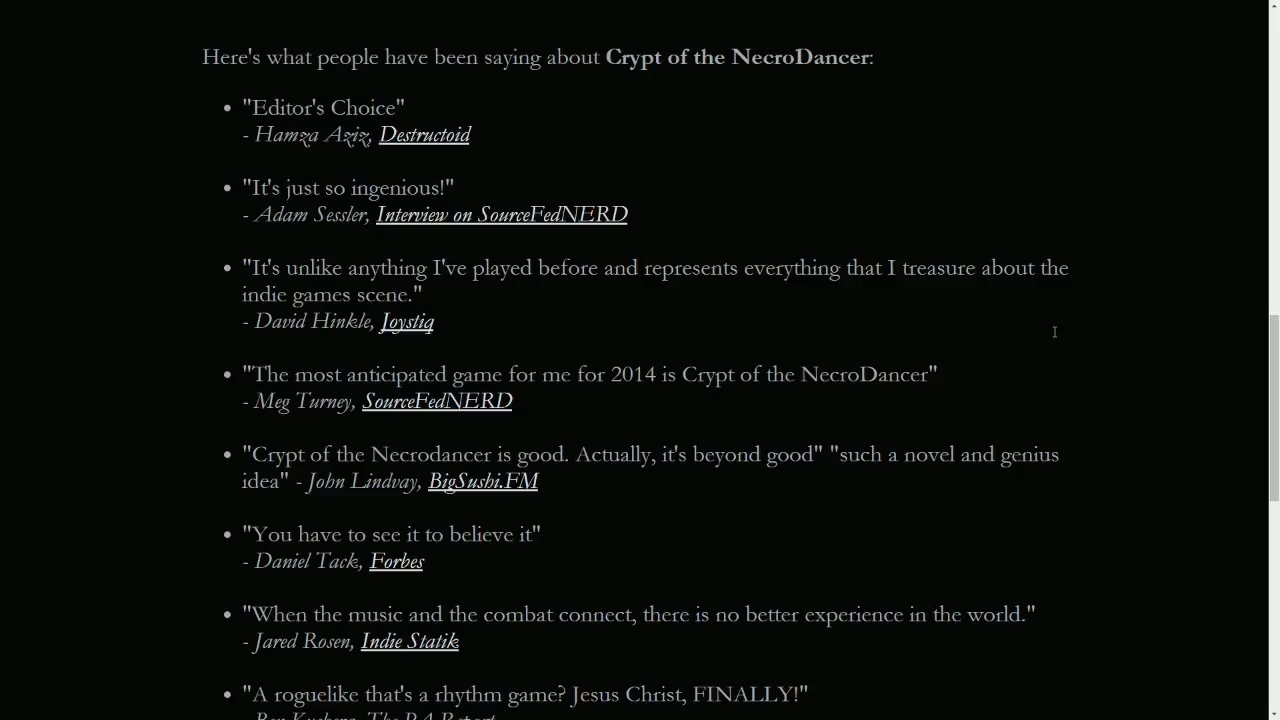 Here's what people have been saying about Crypt of the NecroDancer:
• "Editor's Choice"
- Hamza Aziz, Destructoid
• "It's just so ingenious!"
- Adam Sessler, Interview on SourceFedNERD
• "It's unlike anything I've played before and represents everything that I treasure about the
indie games scene."
- David Hinkle, Joystiq
• "The most anticipated game for me for 2014 is Crypt of the NecroDancer"
- Meg Turney, SourceFedNERD
• "Crypt of the Necrodancer is good. Actually, it's beyond good" "such a novel and genius
idea" - John Lindvay, BigSushi.FM
• "You have to see it to believe it"
- Daniel Tack, Forbes
• "When the music and the combat connect, there is no better experience in the world."
- Jared Rosen, Indie Statik
• "A roguelike that's a rhythm game? Jesus Christ, FINALLY!"
- Ben Kuchera, The PA Report